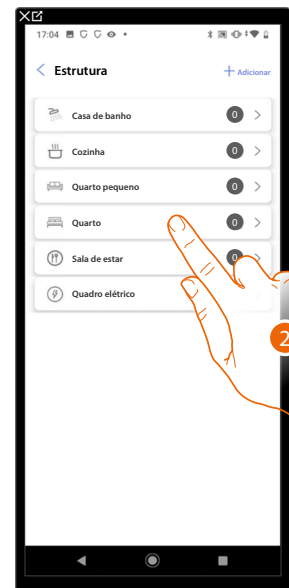 17:04
Estrutura
+ Adicionar
Casa de banho 0
Cozinha 0
Quarto pequeno 0
Quarto 0
Sala de estar 0
Quadro elétrico
2